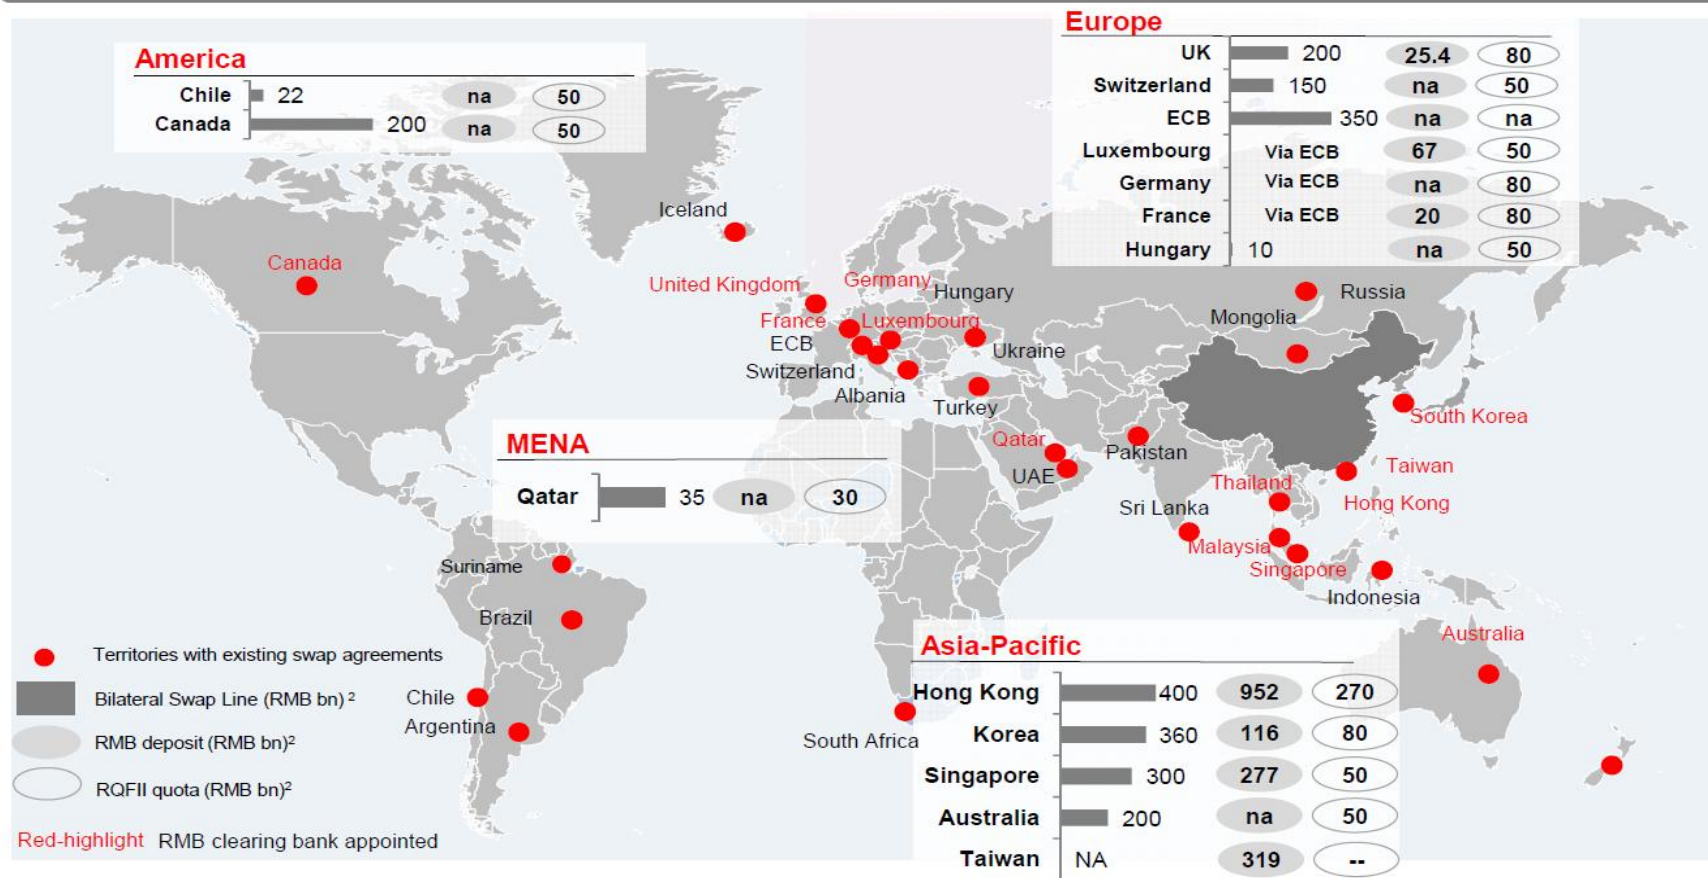 America
Chile 22 na 50
Canada 200 na 50
Europe
UK 200 25.4 80
Switzerland 150 na 50
ECB 350 na na
Luxembourg Via ECB 67 50
Germany Via ECB na 80
France Via ECB 20 80
Hungary 10 na 50
Iceland
Canada
United Kingdom
Germany
Hungary
Russia
Mongolia
France
Luxembourg
ECB
Ukraine
Switzerland
Albania
Turkey
South Korea
MENA
Qatar 35 na 30
Qatar
Pakistan
UAE
Taiwan
Thailand
Hong Kong
Sri Lanka
Malaysia
Singapore
Indonesia
Suriname
Brazil
Australia
Chile
Argentina
South Africa
Asia-Pacific
Hong Kong 400 952 270
Korea 360 116 80
Singapore 300 277 50
Australia 200 na 50
Taiwan NA 319 --
Territories with existing swap agreements
Bilateral Swap Line (RMB bn) 2
RMB deposit (RMB bn)2
RQFII quota (RMB bn)2
Red-highlight RMB clearing bank appointed